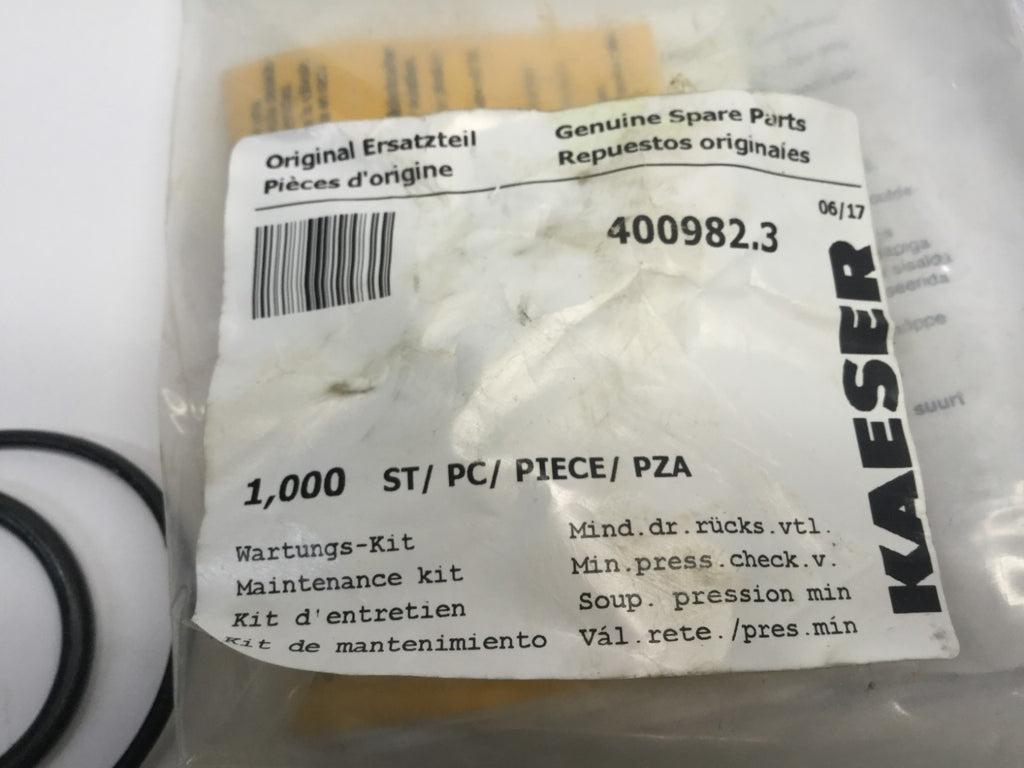 Original Ersatzteil
Pièces d'origine
Genuine Spare Parts
Repuestos originales
06/17
400982.3
KAESER
1,000 ST/ PC/ PIECE/ PZA
Wartungs-Kit
Maintenance kit
Kit d'entretien
Kit de mantenimiento
Mind.dr.rücks.vtl.
Min.press.check.v.
Soup. pression min
Vál.rete./pres.mín
suuri